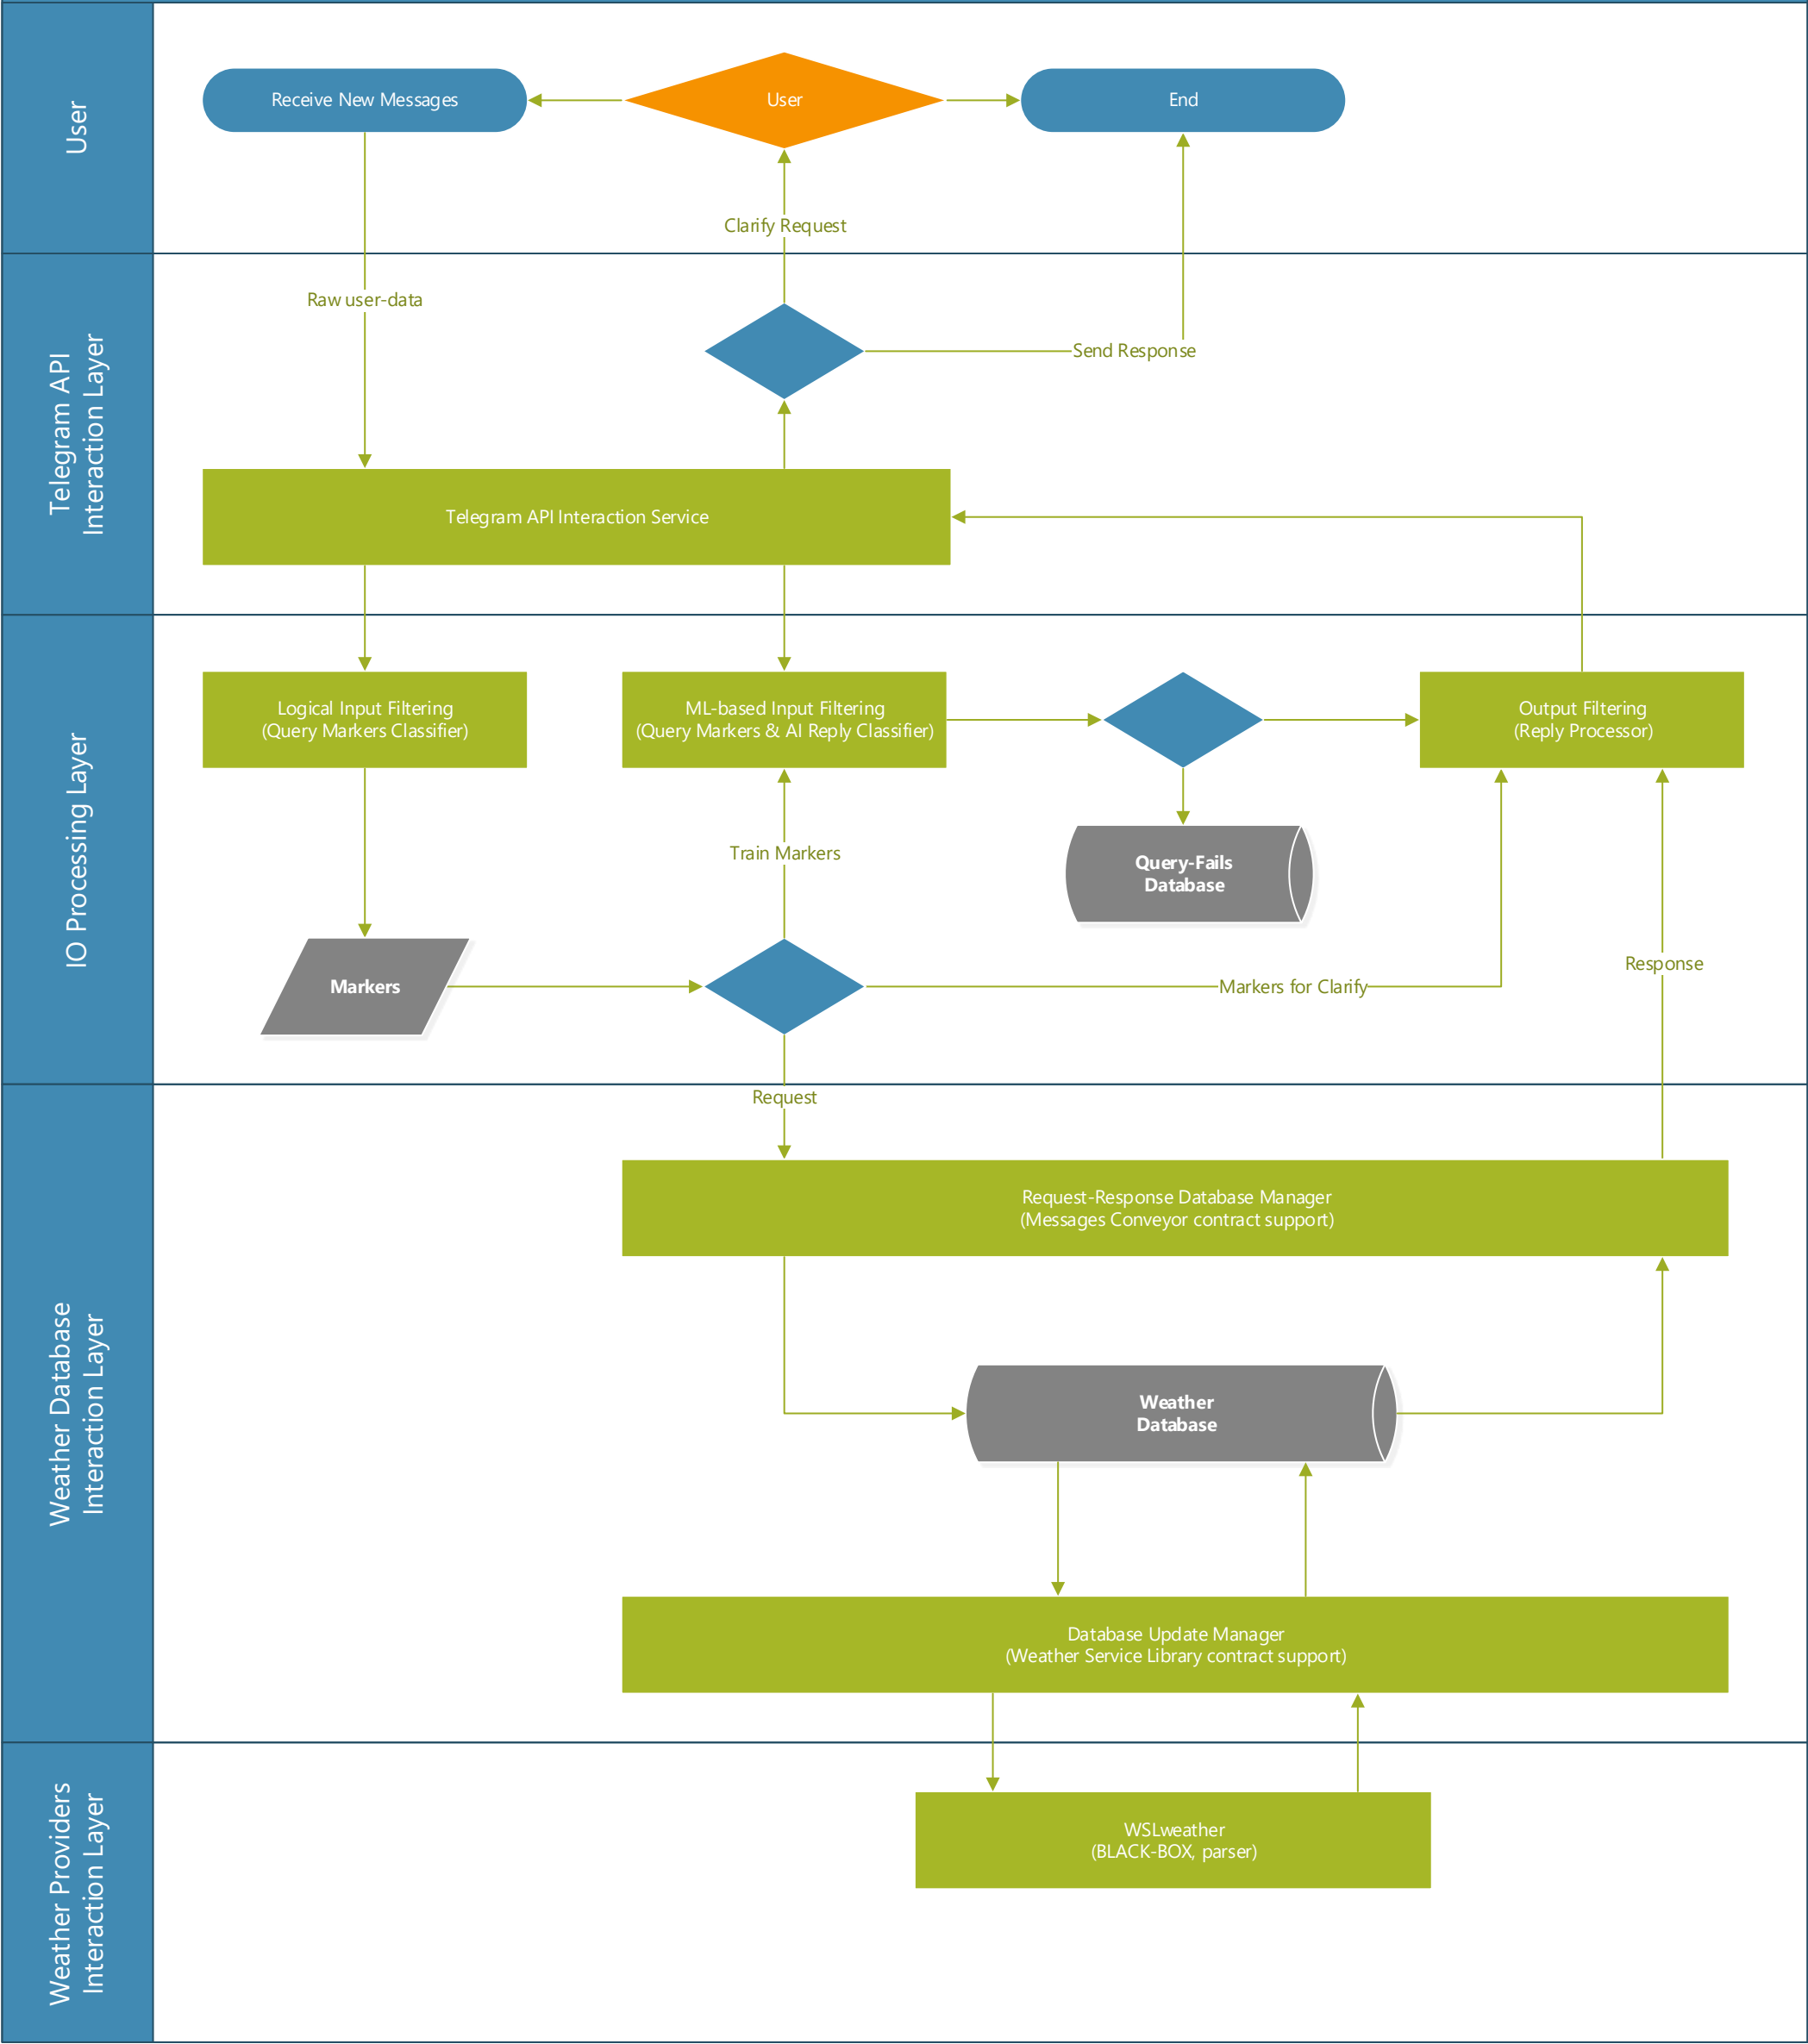 User
Receive New Messages
User
End
Clarify Request
Telegram API
Interaction Layer
Raw user-data
Send Response
Telegram API Interaction Service
IO Processing Layer
Logical Input Filtering
(Query Markers Classifier)
ML-based Input Filtering
(Query Markers & AI Reply Classifier)
Output Filtering
(Reply Processor)
Train Markers
Query-Fails
Database
Markers
Markers for Clarify
Response
Weather Database
Interaction Layer
Request
Request-Response Database Manager
(Messages Conveyor contract support)
Weather
Database
Database Update Manager
(Weather Service Library contract support)
Weather Providers
Interaction Layer
WSLweather
(BLACK-BOX, parser)